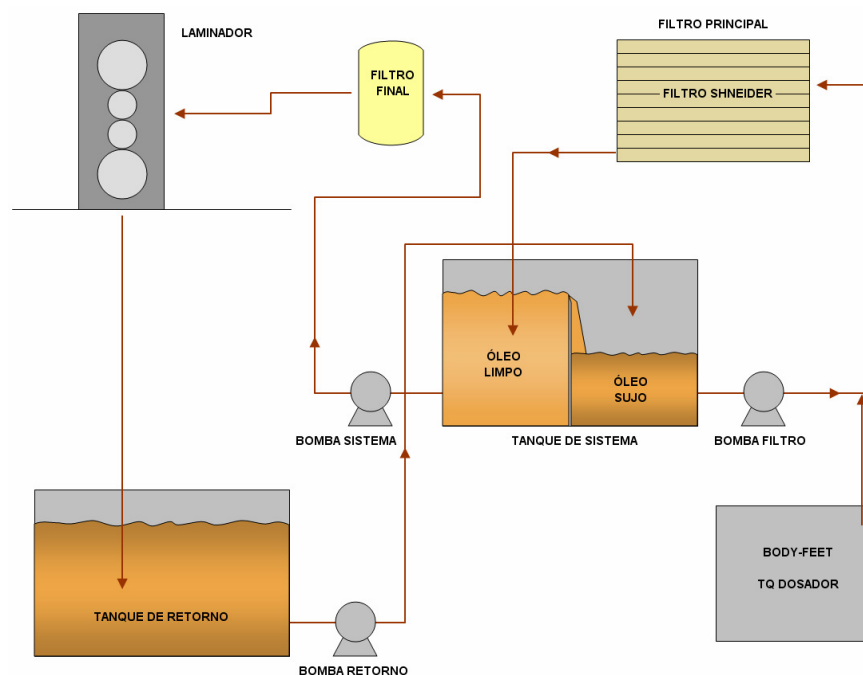 FILTRO PRINCIPAL
LAMINADOR
FILTRO
FINAL
FILTRO SHNEIDER
ÓLEO
LIMPO
ÓLEO
SUJO
BOMBA SISTEMA
TANQUE DE SISTEMA
BOMBA FILTRO
BODY-FEET
TQ DOSADOR
TANQUE DE RETORNO
BOMBA RETORNO